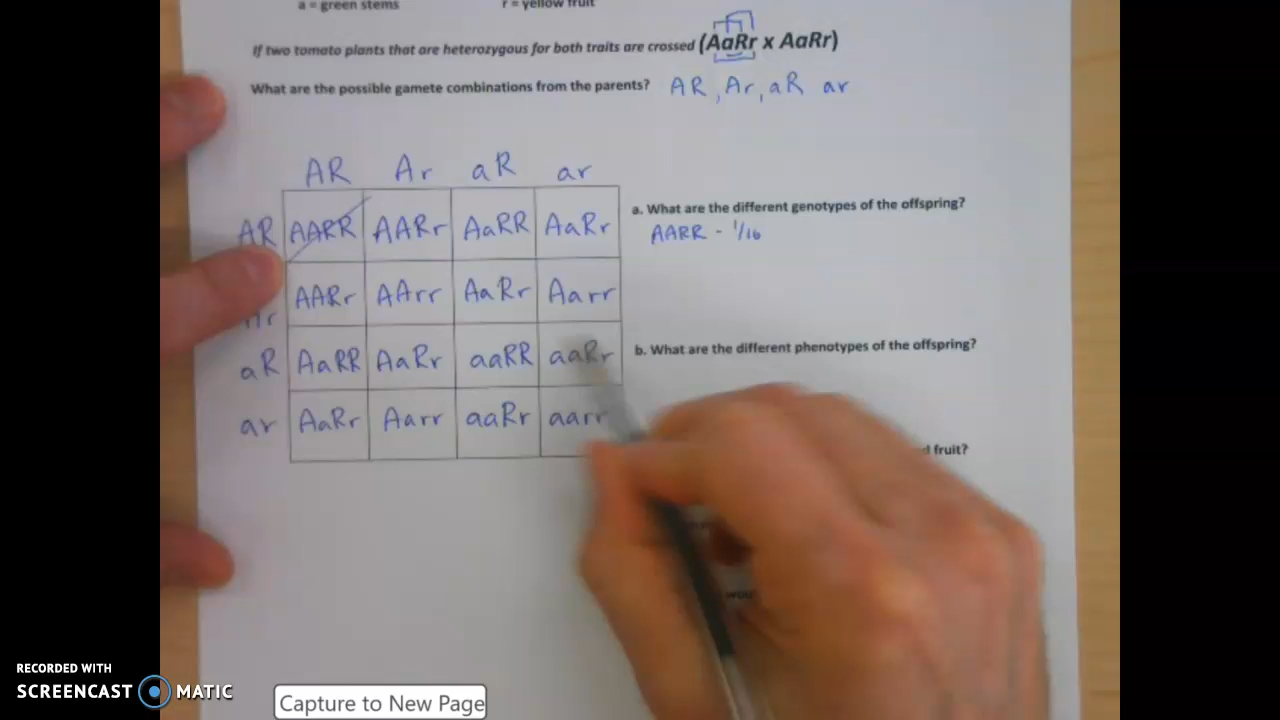 a = green stems r = yellow fruit
If two tomato plants that are heterozygous for both traits are crossed (AaRr x AaRr)
What are the possible gamete combinations from the parents? AR, Ar, aR ar
AR Ar aR ar
AR AARR AARr AaRR AaRr
AARr AArr AaRr Aarr
aR AaRR AaRr aaRR aaRr
ar AaRr Aarr aaRr aarr
a. What are the different genotypes of the offspring?
AARR - 1/16
b. What are the different phenotypes of the offspring?
fruit?
RECORDED WITH
SCREENCAST MATIC
Capture to New Page